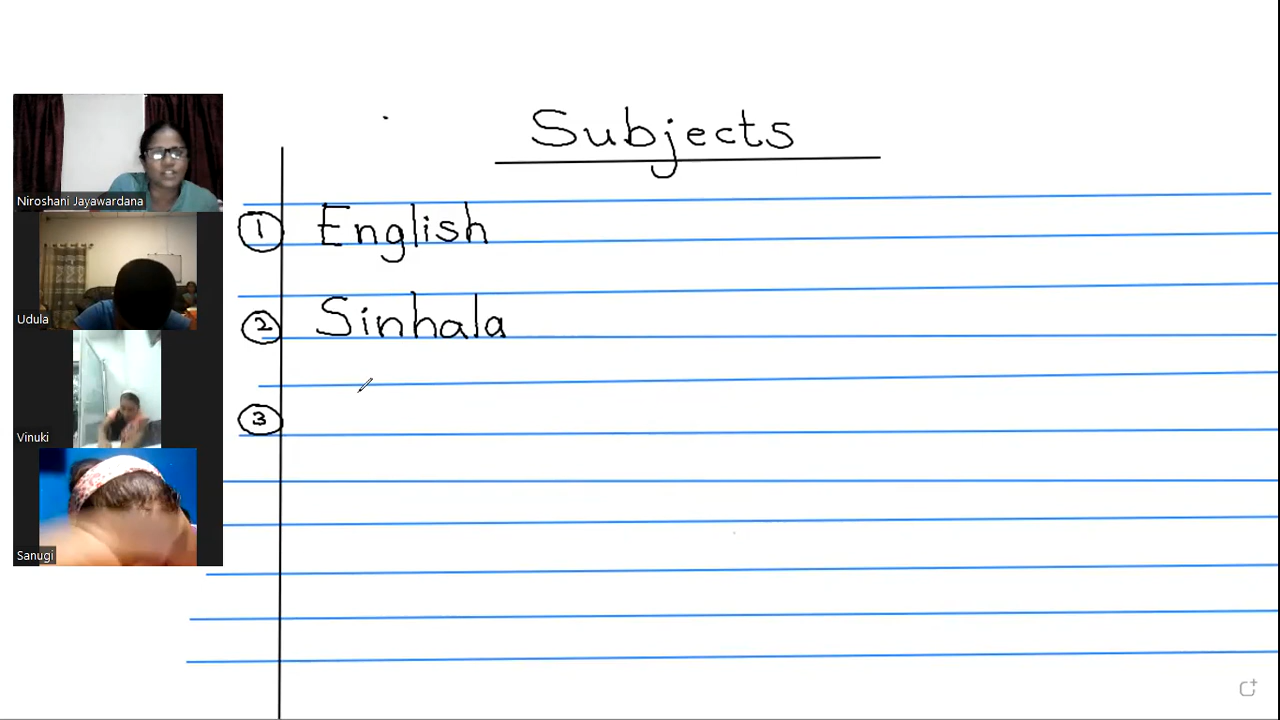 Subjects
Niroshani Jayawardana
① English
Udula
② Sinhala
Vinuki
③
Sanugi